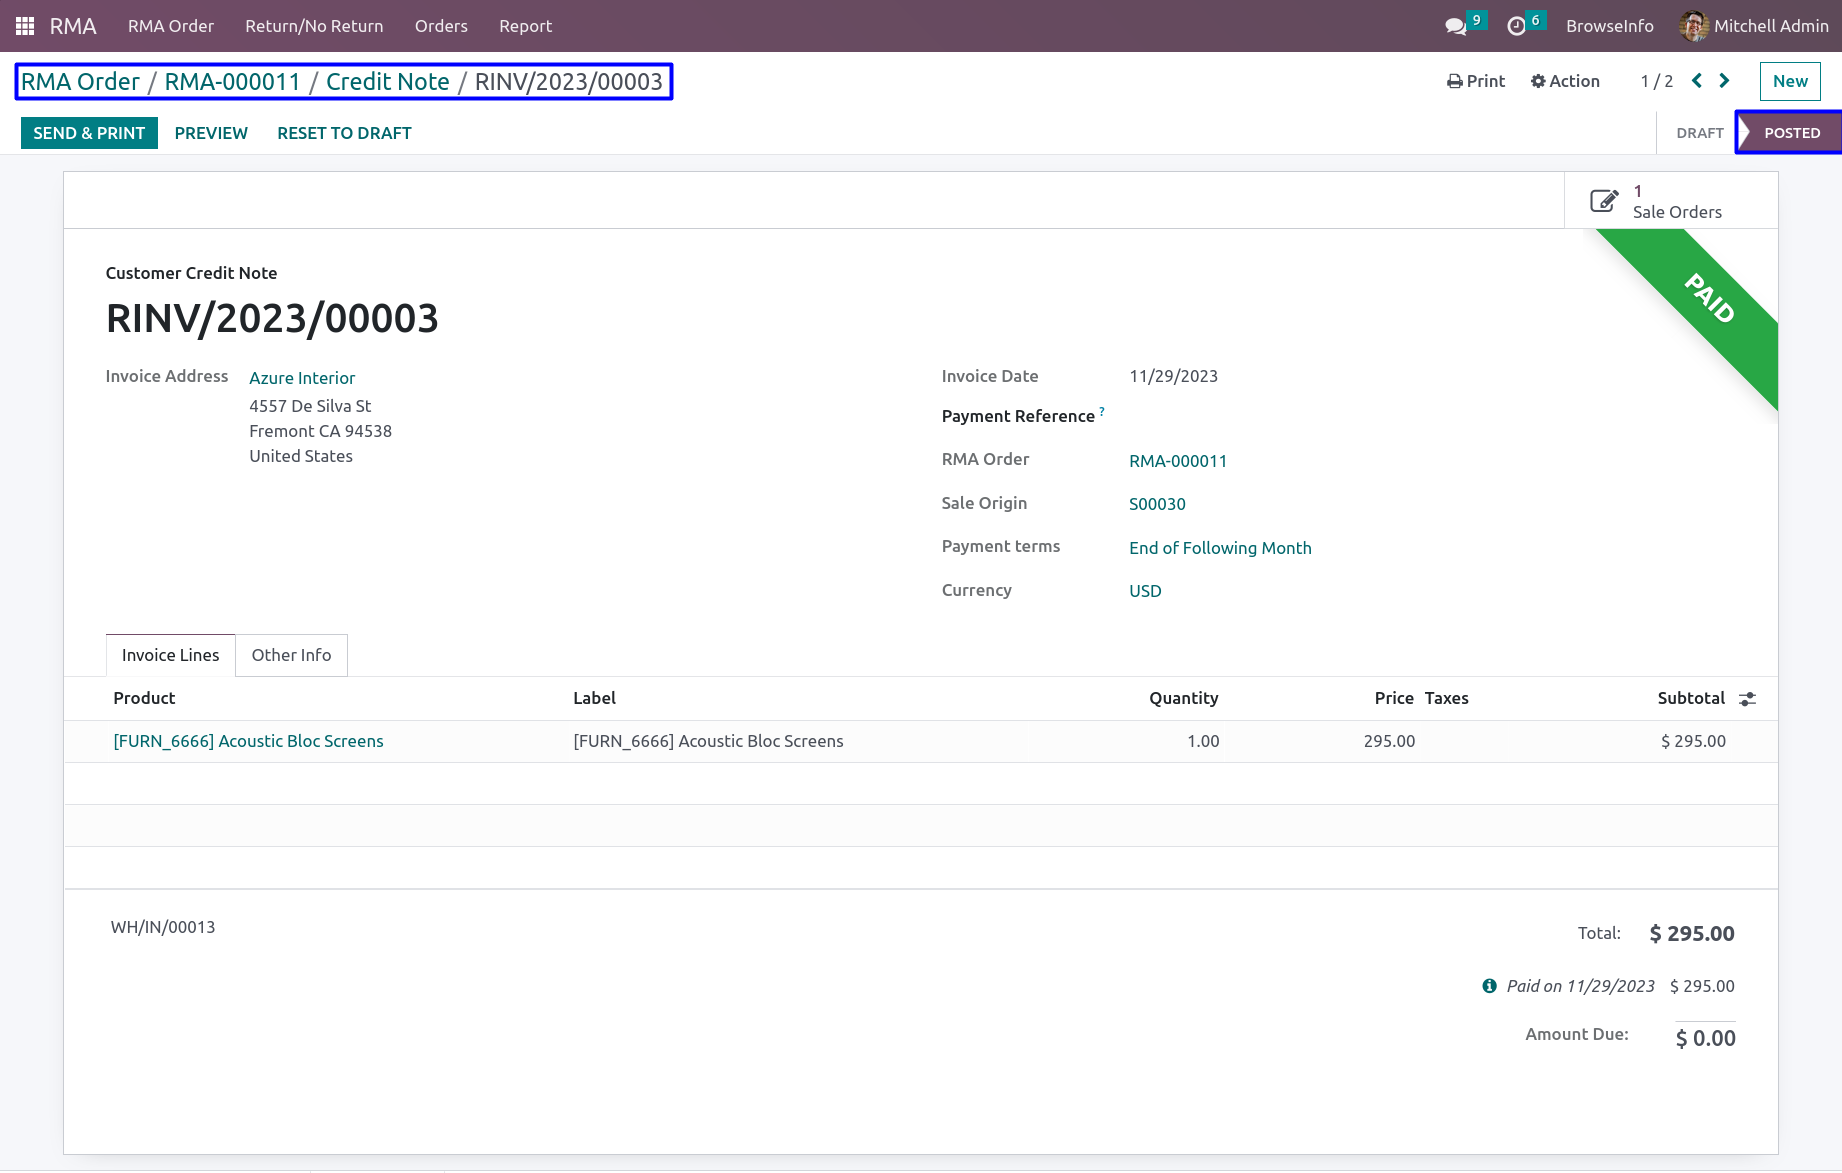 RMA RMA Order Return/No Return Orders Report 9 6 BrowseInfo Mitchell Admin
RMA Order / RMA-000011 / Credit Note / RINV/2023/00003 Print Action 1 / 2 New
SEND & PRINT PREVIEW RESET TO DRAFT DRAFT POSTED
1
Sale Orders
PAID
Customer Credit Note
RINV/2023/00003
Invoice Address Azure Interior
4557 De Silva St
Fremont CA 94538
United States
Invoice Date 11/29/2023
Payment Reference ?
RMA Order RMA-000011
Sale Origin S00030
Payment terms End of Following Month
Currency USD
Invoice Lines Other Info
Product Label Quantity Price Taxes Subtotal
[FURN_6666] Acoustic Bloc Screens [FURN_6666] Acoustic Bloc Screens 1.00 295.00 $ 295.00
WH/IN/00013
Total: $ 295.00
Paid on 11/29/2023 $ 295.00
Amount Due: $ 0.00